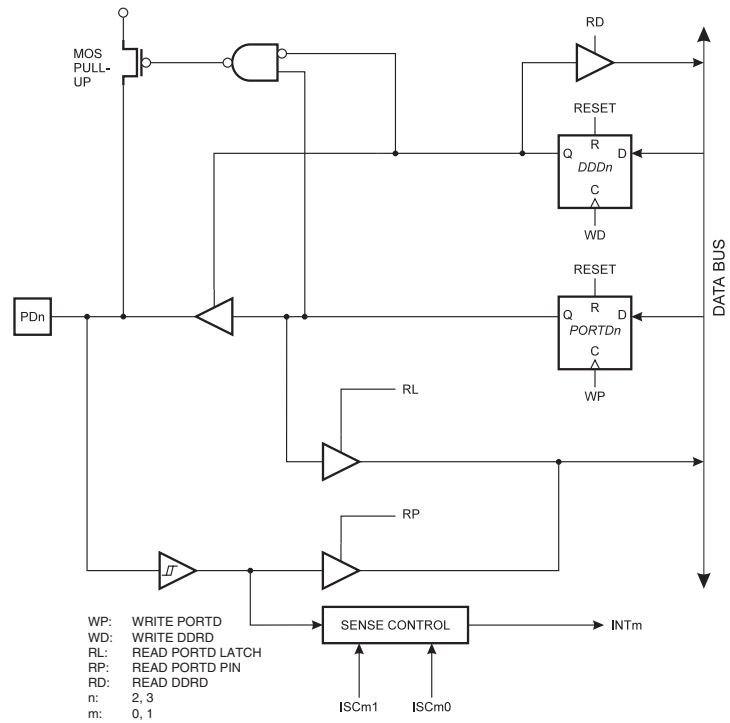 RD
MOS
PULL-
UP
RESET
R
Q
D
DDDn
C
WD
DATA BUS
RESET
PDn
R
Q
D
PORTDn
C
WP
RL
RP
SENSE CONTROL
INTm
ISCm1
ISCm0
WP: WRITE PORTD
WD: WRITE DDRD
RL: READ PORTD LATCH
RP: READ PORTD PIN
RD: READ DDRD
n: 2, 3
m: 0, 1